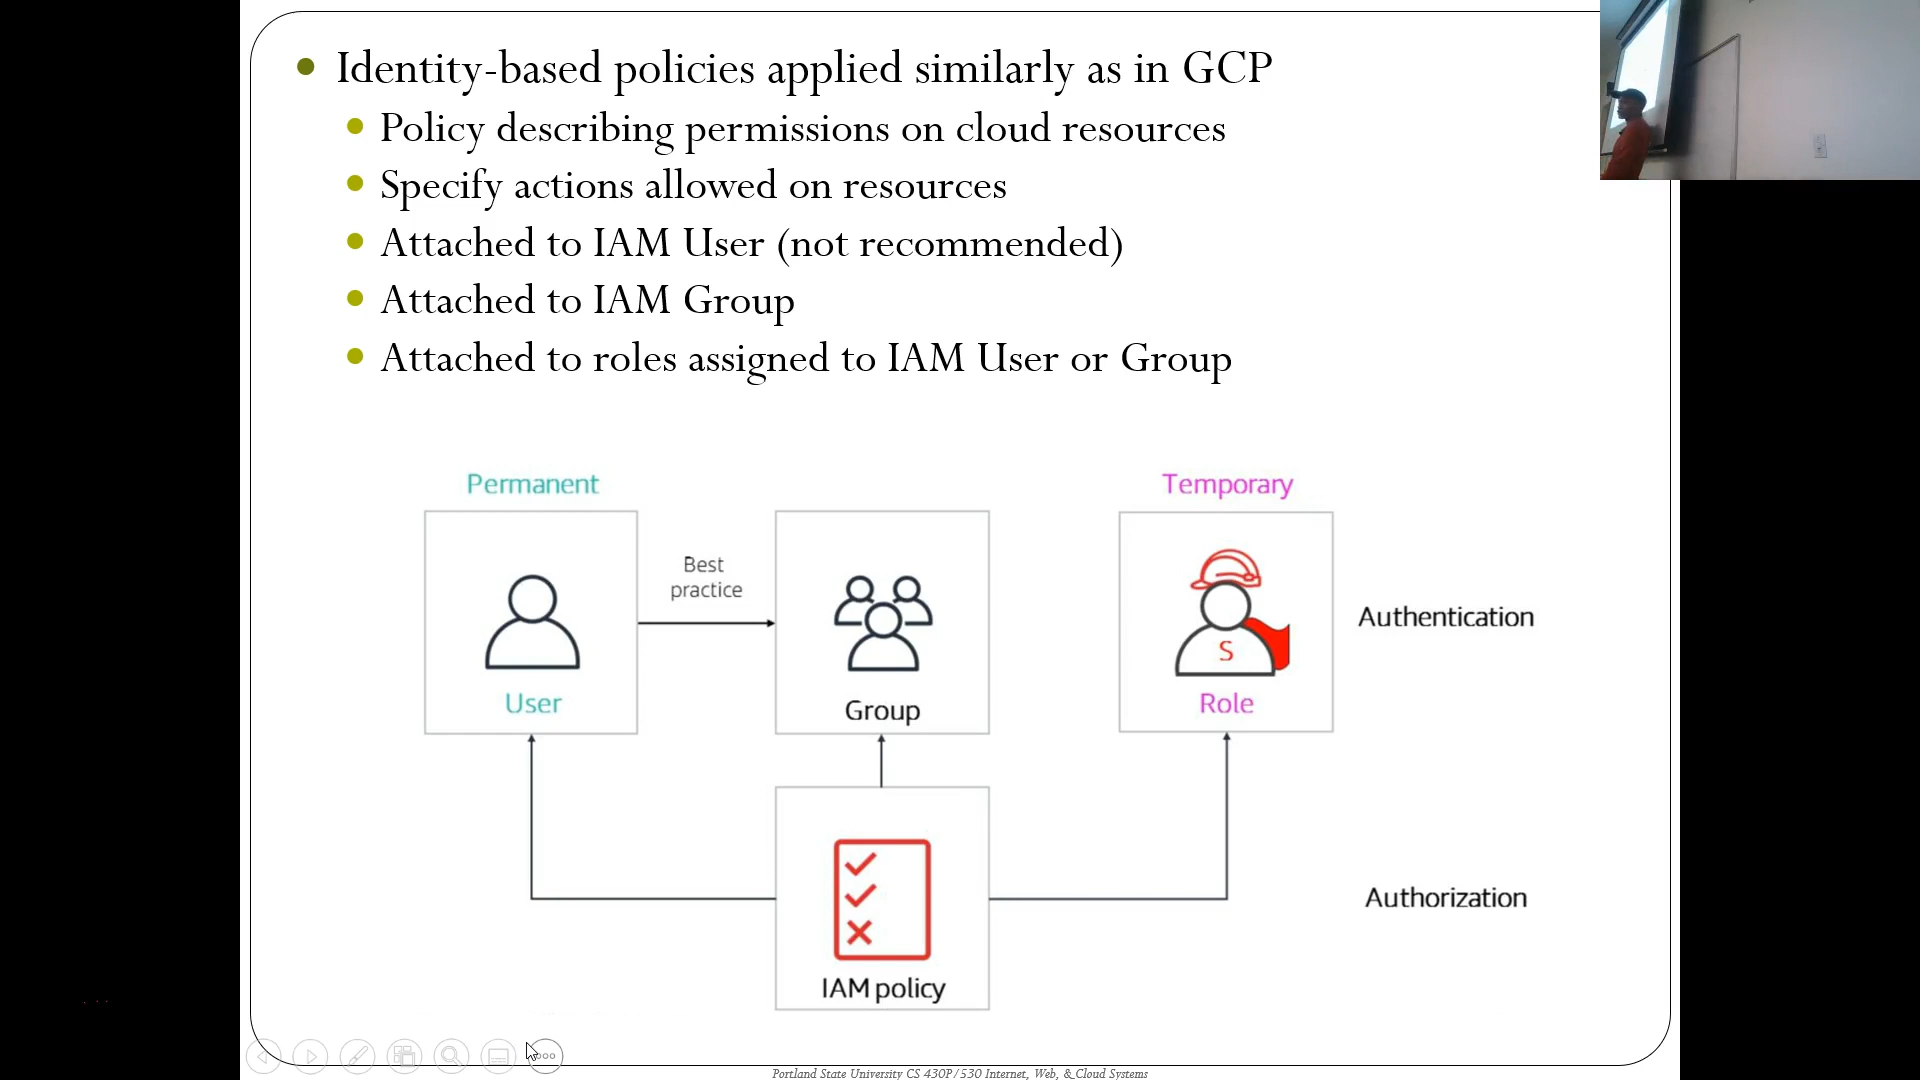 Identity-based policies applied similarly as in GCP
Policy describing permissions on cloud resources
Specify actions allowed on resources
Attached to IAM User (not recommended)
Attached to IAM Group
Attached to roles assigned to IAM User or Group
Permanent
Temporary
Best
practice
S
Authentication
User
Group
Role
Authorization
IAM policy
Portland State University CS 430P/530 Internet, Web, & Cloud Systems